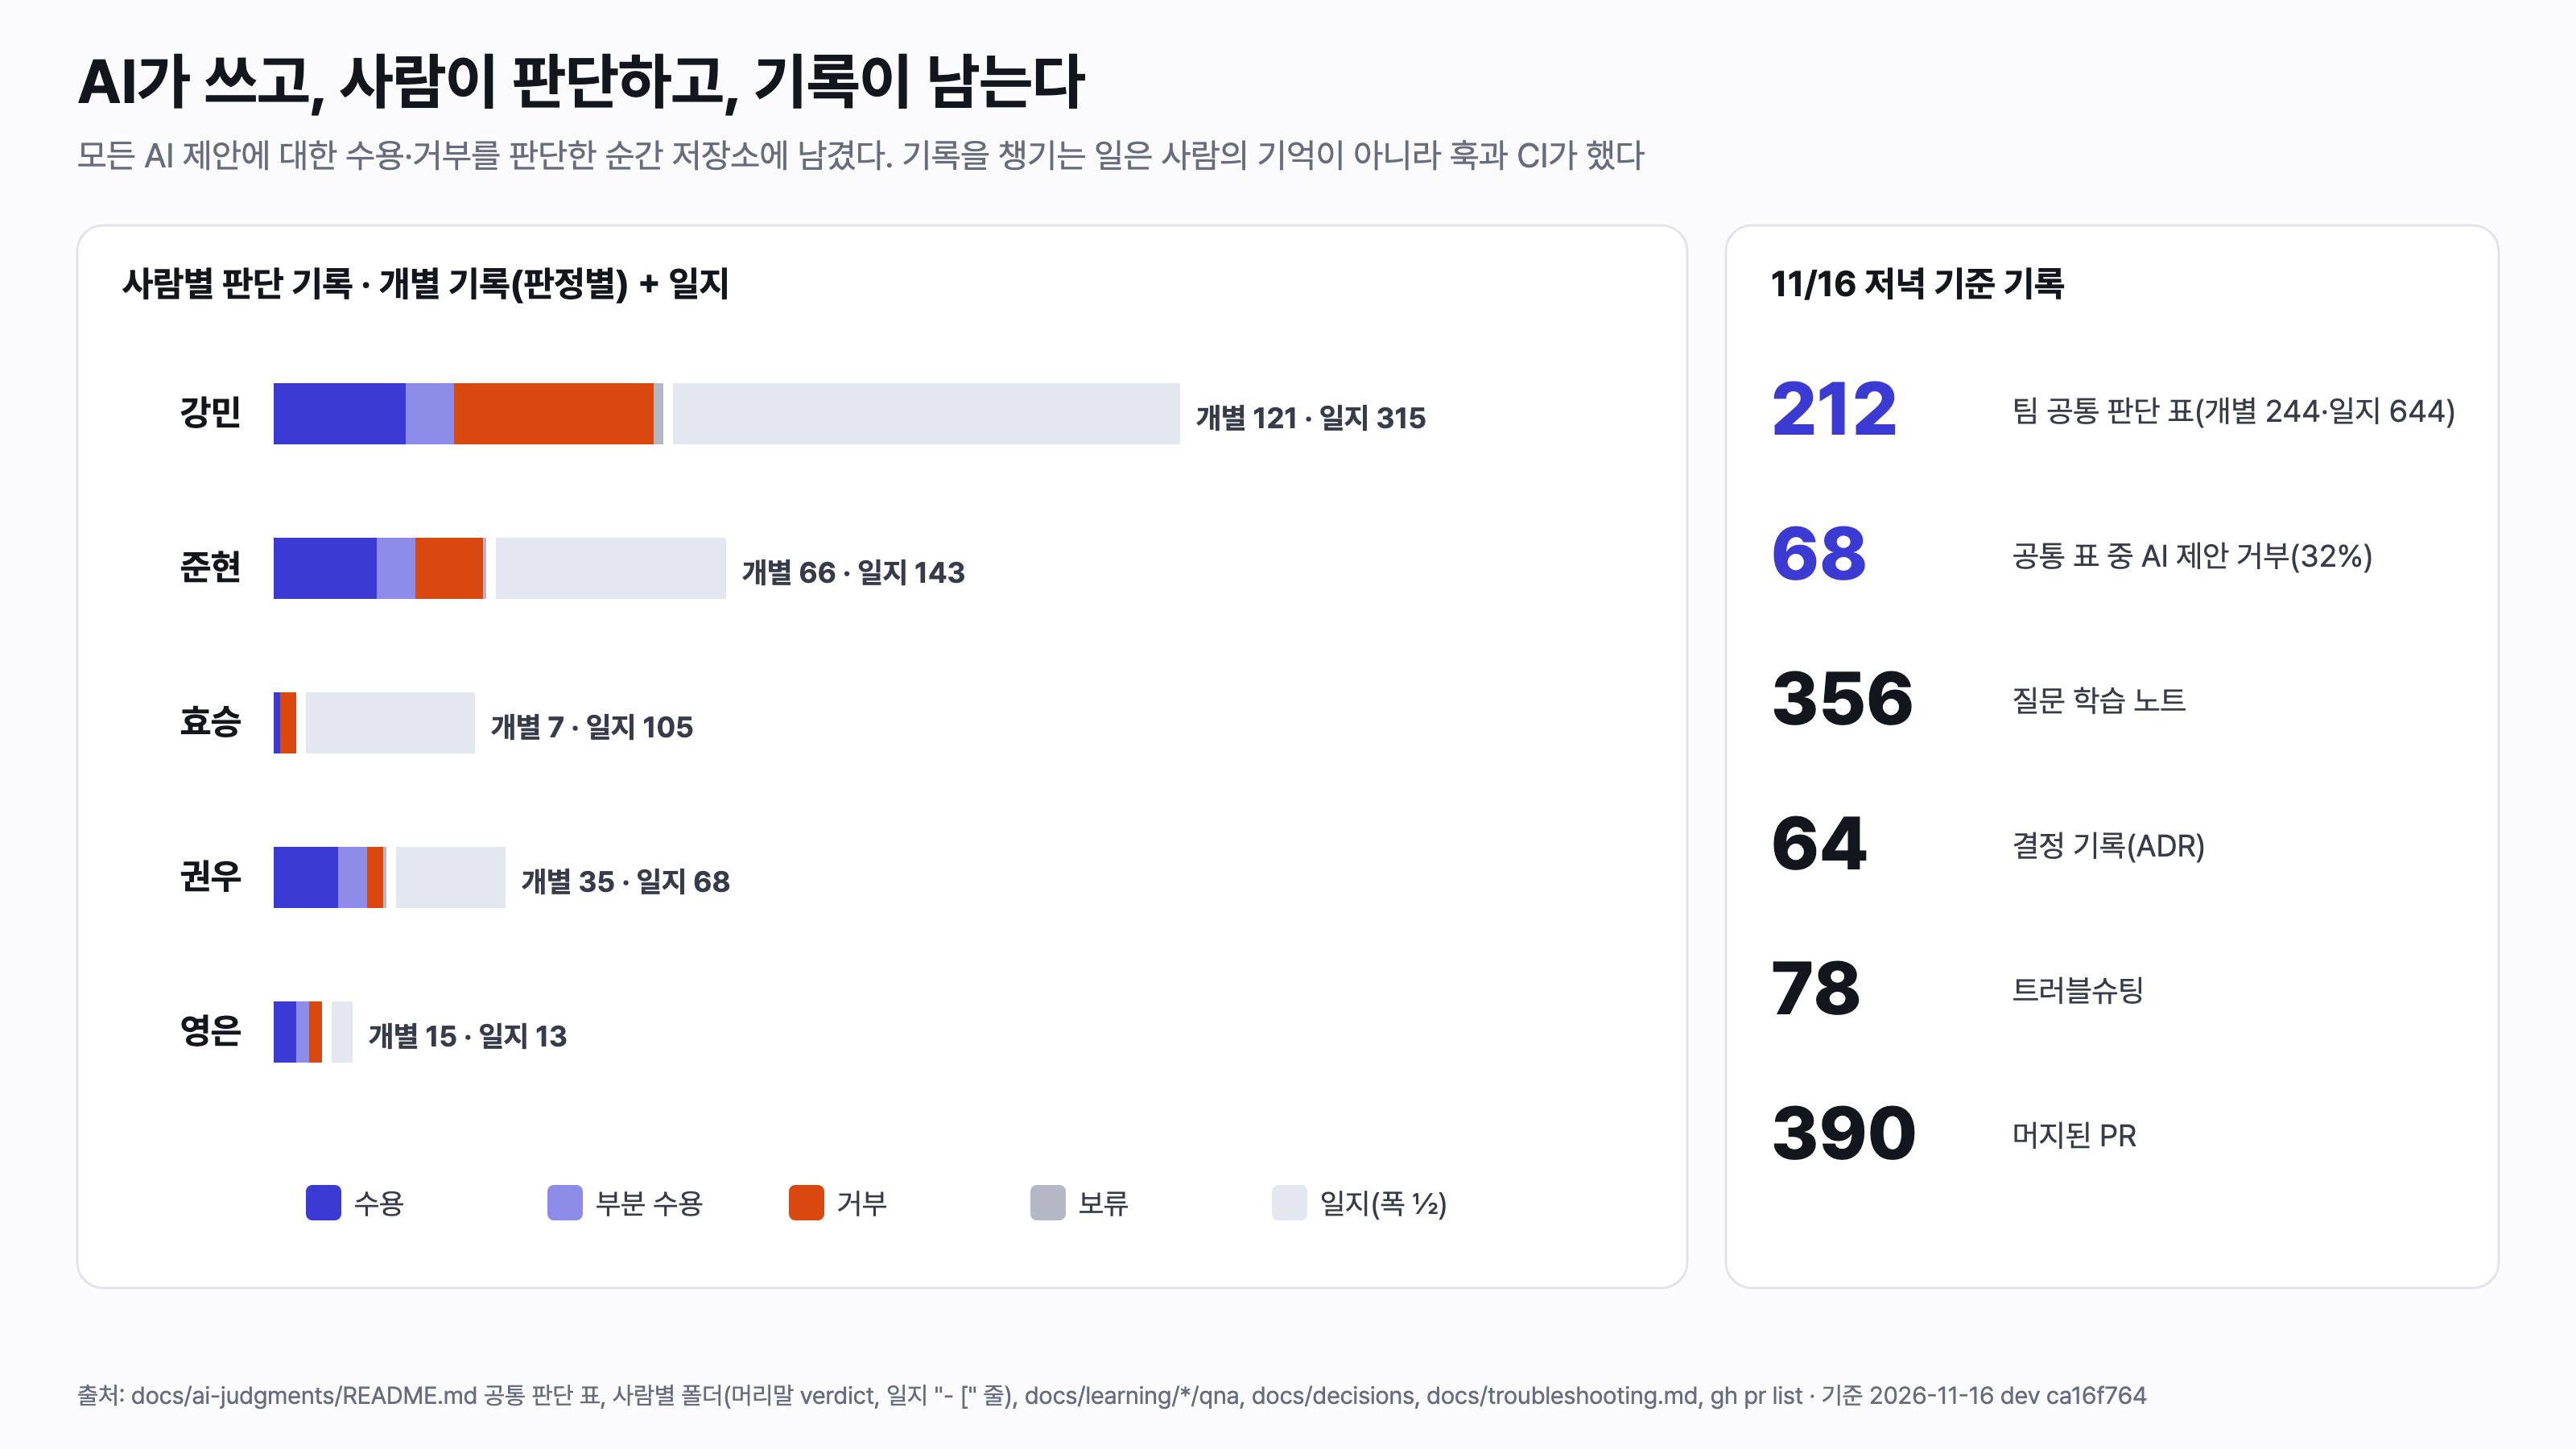 AI가 쓰고, 사람이 판단하고, 기록이 남는다
모든 AI 제안에 대한 수용·거부를 판단한 순간 저장소에 남겼다. 기록을 챙기는 일은 사람의 기억이 아니라 훅과 CI가 했다
사람별 판단 기록 · 개별 기록(판정별) + 일지
강민
개별 121 · 일지 315
준현
개별 66 · 일지 143
효승
개별 7 · 일지 105
권우
개별 35 · 일지 68
영은
개별 15 · 일지 13
수용
부분 수용
거부
보류
일지(폭 ½)
11/16 저녁 기준 기록
212
팀 공통 판단 표(개별 244·일지 644)
68
공통 표 중 AI 제안 거부(32%)
356
질문 학습 노트
64
결정 기록(ADR)
78
트러블슈팅
390
머지된 PR
출처: docs/ai-judgments/README.md 공통 판단 표, 사람별 폴더(머리말 verdict, 일지 "- [" 줄), docs/learning/*/qna, docs/decisions, docs/troubleshooting.md, gh pr list · 기준 2026-11-16 dev ca16f764